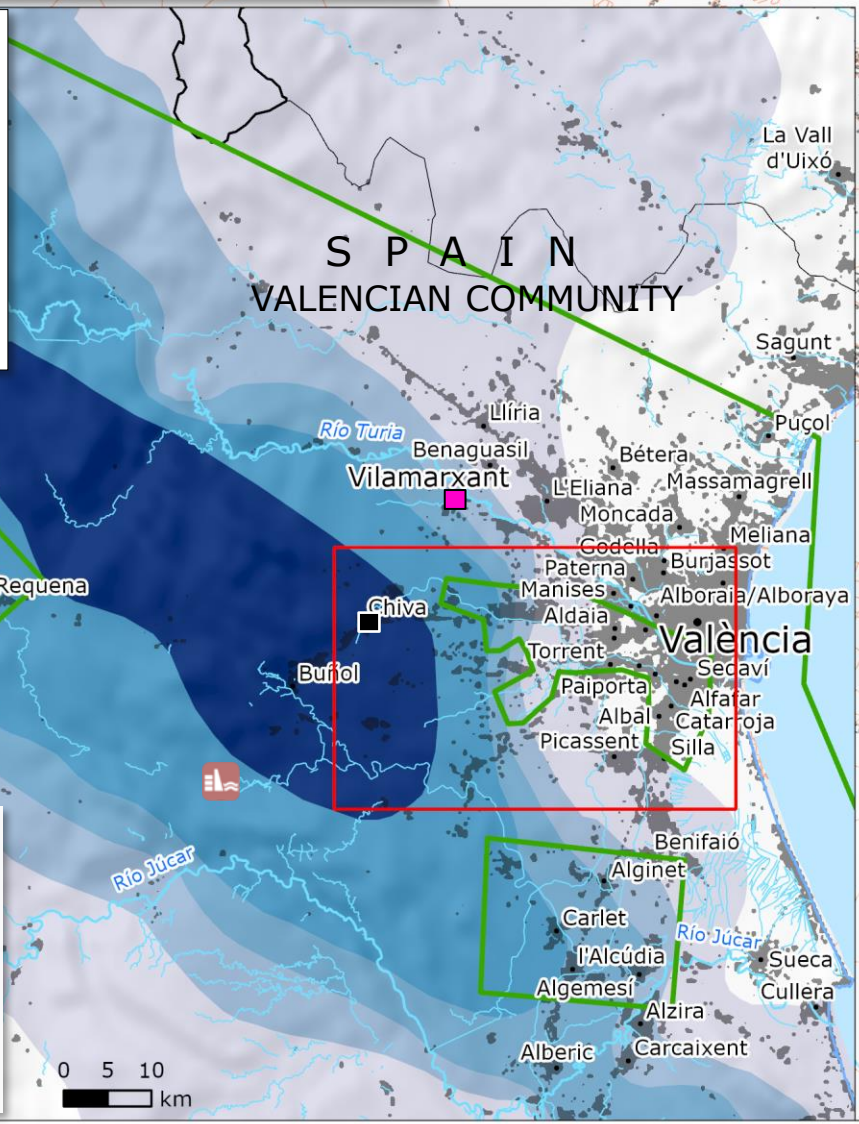 La Vall
d'Uixó
S P A I N
VALENCIAN COMMUNITY
Sagunt
Llíria
Puçol
Río Turia
Benaguasil
Bétera
Vilamarxant
L'Eliana
Massamagrell
Moncada
Meliana
Godella
Burjassot
Paterna
Requena
Manises
Alboraia/Alboraya
Chiva
Aldaia
València
Torrent
Sedaví
Buñol
Paiporta
Alfafar
Albal
Catarroja
Picassent
Silla
Benifaió
Río Júcar
Alginet
Carlet
Río Júcar
l'Alcúdia
Sueca
Algemesí
Cullera
Alzira
Alberic
Carcaixent
0 5 10
km